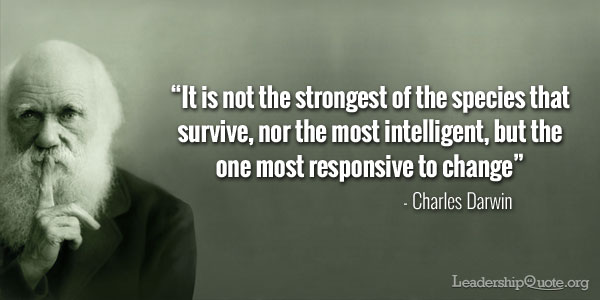 “It is not the strongest of the species that
survive, nor the most intelligent, but the
one most responsive to change”
- Charles Darwin
LeadershipQuote.org